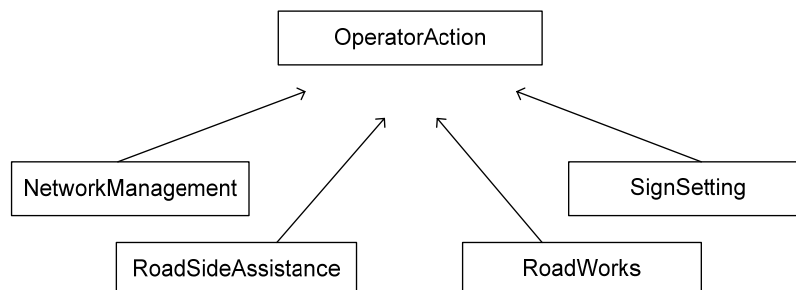 OperatorAction
NetworkManagement
SignSetting
RoadSideAssistance
RoadWorks